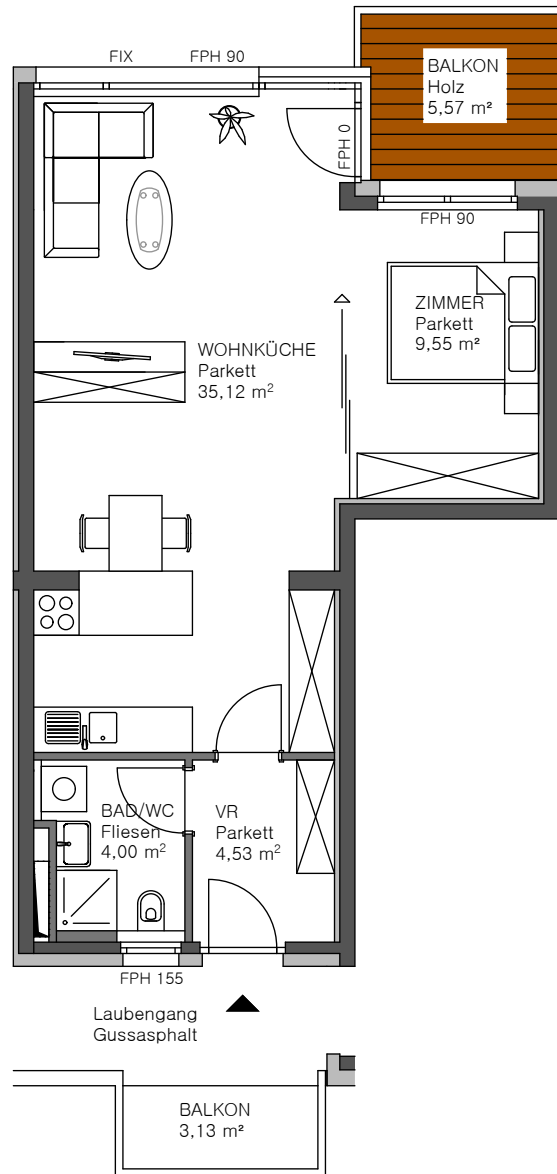 FIX
FPH 90
BALKON
Holz
5,57 m²
FPH 0
FPH 90
ZIMMER
Parkett
9,55 m²
WOHNKÜCHE
Parkett
35,12 m²
BAD/WC
Fliesen
4,00 m²
VR
Parkett
4,53 m²
FPH 155
Laubengang
Gussasphalt
BALKON
3,13 m²